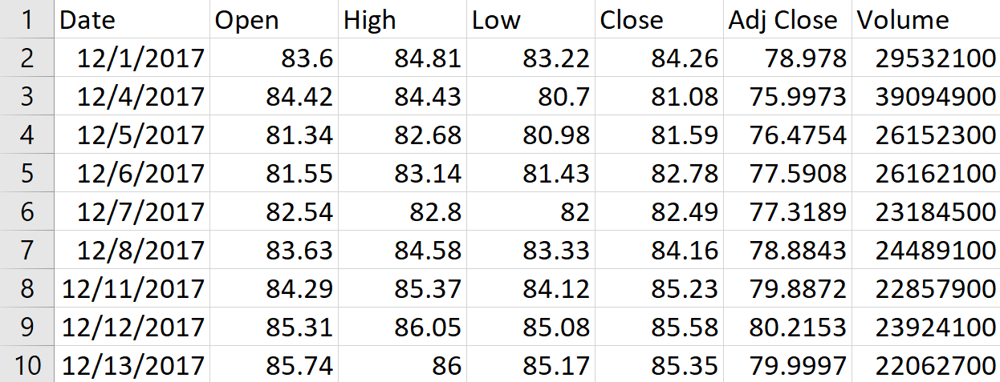 1 Date Open High Low Close Adj Close Volume
2 12/1/2017 83.6 84.81 83.22 84.26 78.978 29532100
3 12/4/2017 84.42 84.43 80.7 81.08 75.9973 39094900
4 12/5/2017 81.34 82.68 80.98 81.59 76.4754 26152300
5 12/6/2017 81.55 83.14 81.43 82.78 77.5908 26162100
6 12/7/2017 82.54 82.8 82 82.49 77.3189 23184500
7 12/8/2017 83.63 84.58 83.33 84.16 78.8843 24489100
8 12/11/2017 84.29 85.37 84.12 85.23 79.8872 22857900
9 12/12/2017 85.31 86.05 85.08 85.58 80.2153 23924100
10 12/13/2017 85.74 86 85.17 85.35 79.9997 22062700